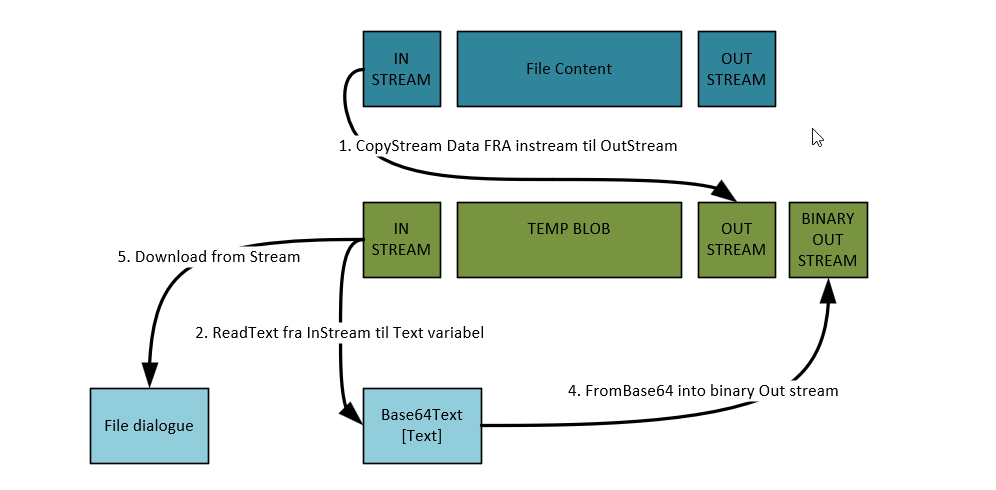 IN
STREAM
File Content
OUT
STREAM
1. CopyStream Data FRA instream til OutStream
IN
STREAM
TEMP BLOB
OUT
STREAM
BINARY
OUT
STREAM
5. Download from Stream
2. ReadText fra InStream til Text variabel
4. FromBase64 into binary Out stream
File dialogue
Base64Text
[Text]